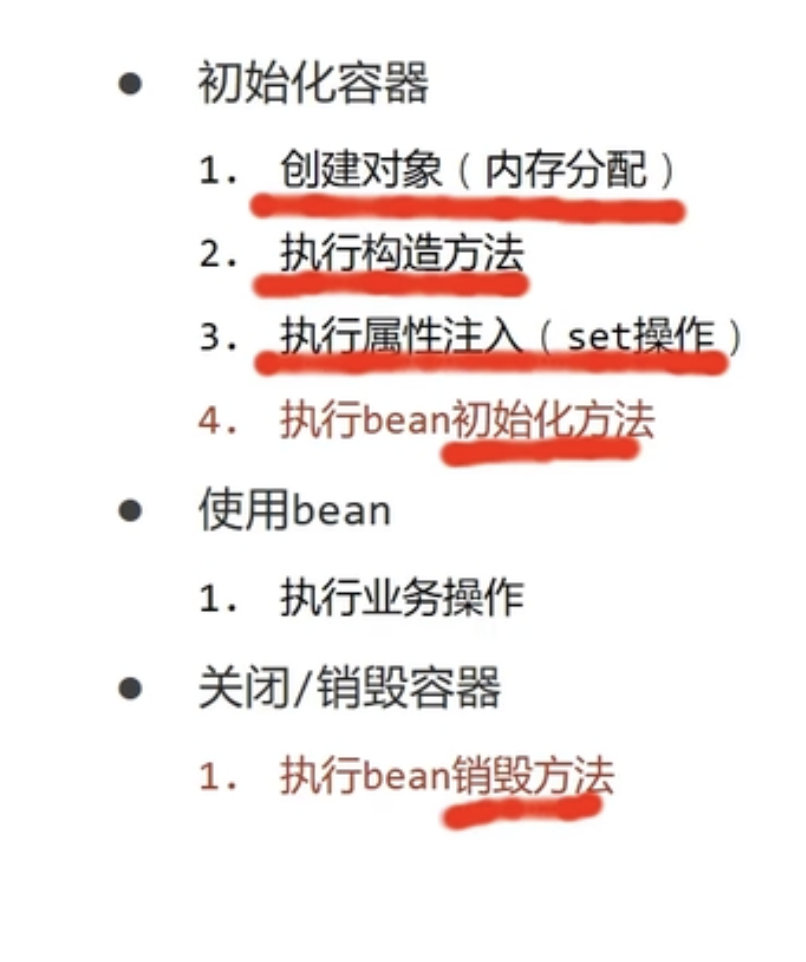 ● 初始化容器
1. 创建对象（内存分配）
2. 执行构造方法
3. 执行属性注入（set操作）
4. 执行bean初始化方法
● 使用bean
1. 执行业务操作
● 关闭/销毁容器
1. 执行bean销毁方法